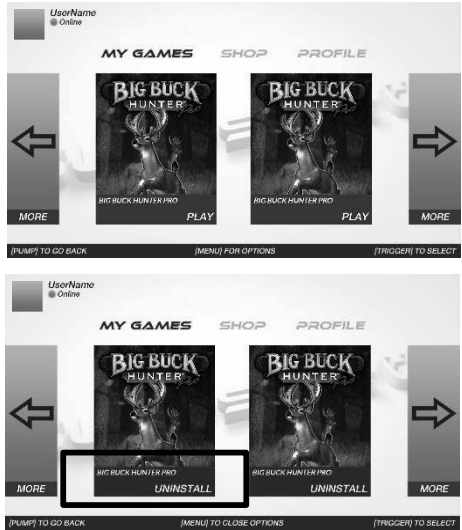 UserName
Online
MY GAMES SHOP PROFILE
BIG BUCK HUNTER BIG BUCK HUNTER
BIG BUCK HUNTER PRO BIG BUCK HUNTER PRO
MORE PLAY PLAY MORE
[PUMP] TO GO BACK [MENU] FOR OPTIONS [TRIGGER] TO SELECT
UserName
Online
MY GAMES SHOP PROFILE
BIG BUCK HUNTER BIG BUCK HUNTER
BIG BUCK HUNTER PRO BIG BUCK HUNTER PRO
MORE UNINSTALL UNINSTALL MORE
[PUMP] TO GO BACK [MENU] TO CLOSE OPTIONS [TRIGGER] TO SELECT